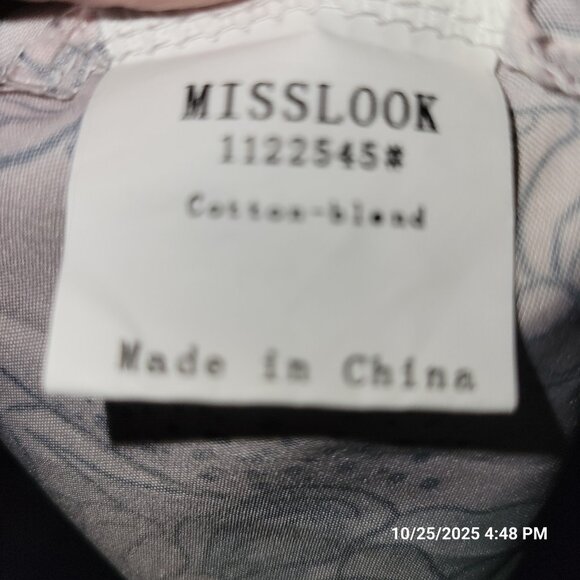 MISSLOOK
1122545#
Cotton-blend
Made in China
10/25/2025 4:48 PM